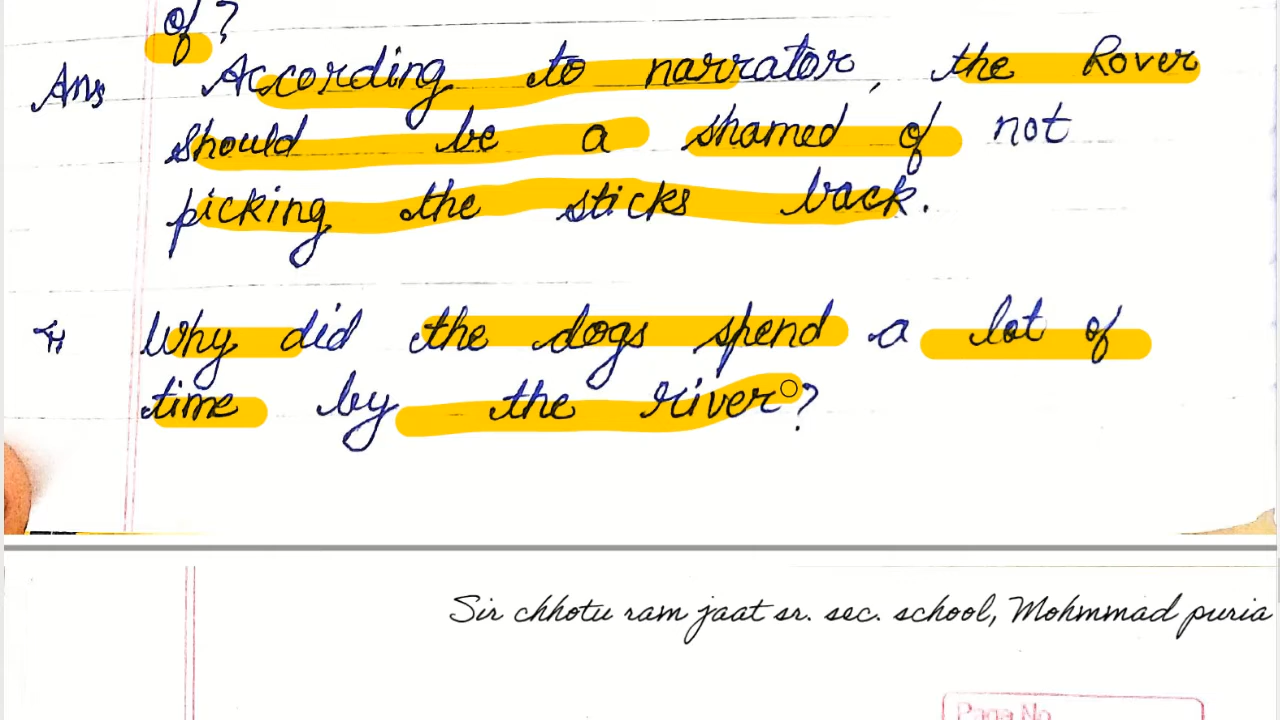 of?
Ans According to narrator, the Rover
should be a shamed of not
picking the sticks back.
Why did the dogs spend a lot of
time by the river?
Sir chhotu ram jaat sr. sec. school, Mohmmad puria
Page No